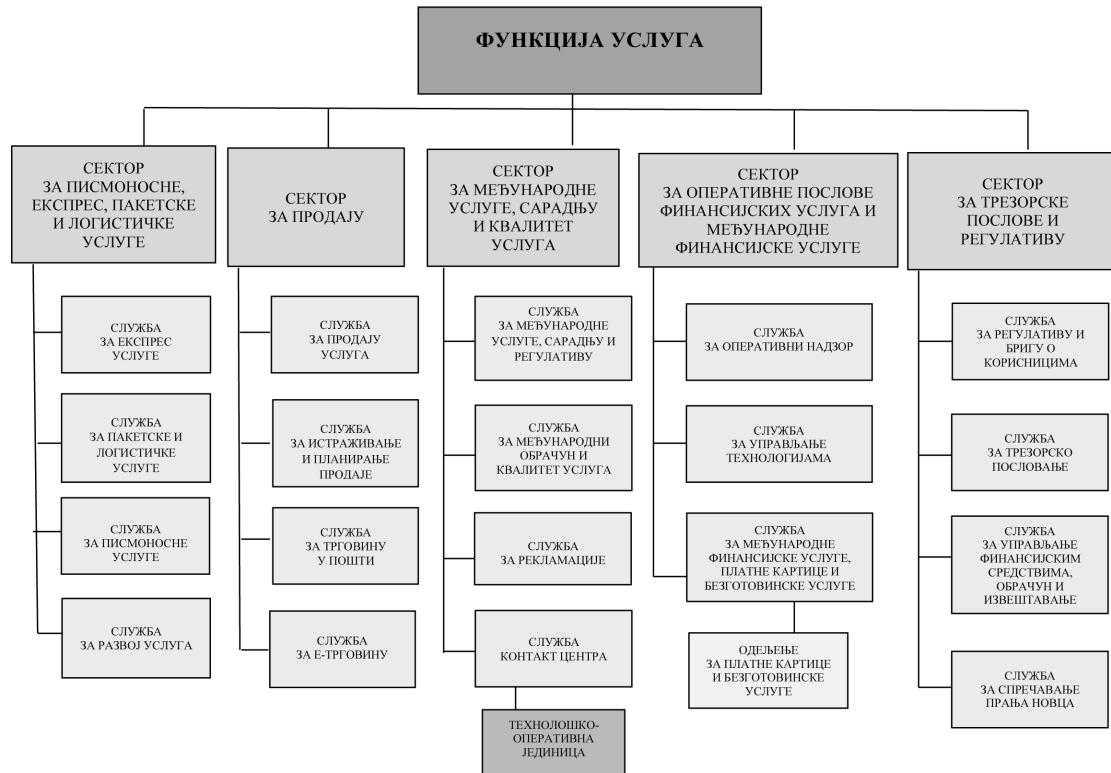 ФУНКЦИЈА УСЛУГА
СЕКТОР
ЗА ПИСМОНОСНЕ,
ЕКСПРЕС, ПАКЕТСКЕ
И ЛОГИСТИЧКЕ
УСЛУГЕ
СЛУЖБА
ЗА ЕКСПРЕС
УСЛУГЕ
СЛУЖБА
ЗА ПАКЕТСКЕ И
ЛОГИСТИЧКЕ
УСЛУГЕ
СЛУЖБА
ЗА ПИСМОНОСНЕ
УСЛУГЕ
СЛУЖБА
ЗА РАЗВОЈ УСЛУГА
СЕКТОР
ЗА ПРОДАЈУ
СЛУЖБА
ЗА ПРОДАЈУ
УСЛУГА
СЛУЖБА
ЗА ИСТРАЖИВАЊЕ
И ПЛАНИРАЊЕ
ПРОДАЈЕ
СЛУЖБА
ЗА ТРГОВИНУ
У ПОШТИ
СЛУЖБА
ЗА Е-ТРГОВИНУ
СЕКТОР
ЗА МЕЂУНАРОДНЕ
УСЛУГЕ, САРАДЊУ
И КВАЛИТЕТ
УСЛУГА
СЛУЖБА
ЗА МЕЂУНАРОДНЕ
УСЛУГЕ, САРАДЊУ И
РЕГУЛАТИВУ
СЛУЖБА
ЗА МЕЂУНАРОДНИ
ОБРАЧУН И
КВАЛИТЕТ УСЛУГА
СЛУЖБА
ЗА РЕКЛАМАЦИЈЕ
СЛУЖБА
КОНТАКТ ЦЕНТРА
ТЕХНОЛОШКО-
ОПЕРАТИВНА
ЈЕДИНИЦА
СЕКТОР
ЗА ОПЕРАТИВНЕ ПОСЛОВЕ
ФИНАНСИЈСКИХ УСЛУГА И
МЕЂУНАРОДНЕ
ФИНАНСИЈСКЕ УСЛУГЕ
СЛУЖБА
ЗА ОПЕРАТИВНИ НАДЗОР
СЛУЖБА
ЗА УПРАВЉАЊЕ
ТЕХНОЛОГИЈАМА
СЛУЖБА
ЗА МЕЂУНАРОДНЕ
ФИНАНСИЈСКЕ УСЛУГЕ,
ПЛАТНЕ КАРТИЦЕ И
БЕЗГОТОВИНСКЕ УСЛУГЕ
ОДЕЉЕЊЕ
ЗА ПЛАТНЕ КАРТИЦЕ
И БЕЗГОТОВИНСКЕ
УСЛУГЕ
СЕКТОР
ЗА ТРЕЗОРСКЕ
ПОСЛОВЕ И
РЕГУЛАТИВУ
СЛУЖБА
ЗА РЕГУЛАТИВУ И
БРИГУ О
КОРИСНИЦИМА
СЛУЖБА
ЗА ТРЕЗОРСКО
ПОСЛОВАЊЕ
СЛУЖБА
ЗА УПРАВЉАЊЕ
ФИНАНСИЈСКИМ
СРЕДСТВИМА,
ОБРАЧУН И
ИЗВЕШТАВАЊЕ
СЛУЖБА
ЗА СПРЕЧАВАЊЕ
ПРАЊА НОВЦА